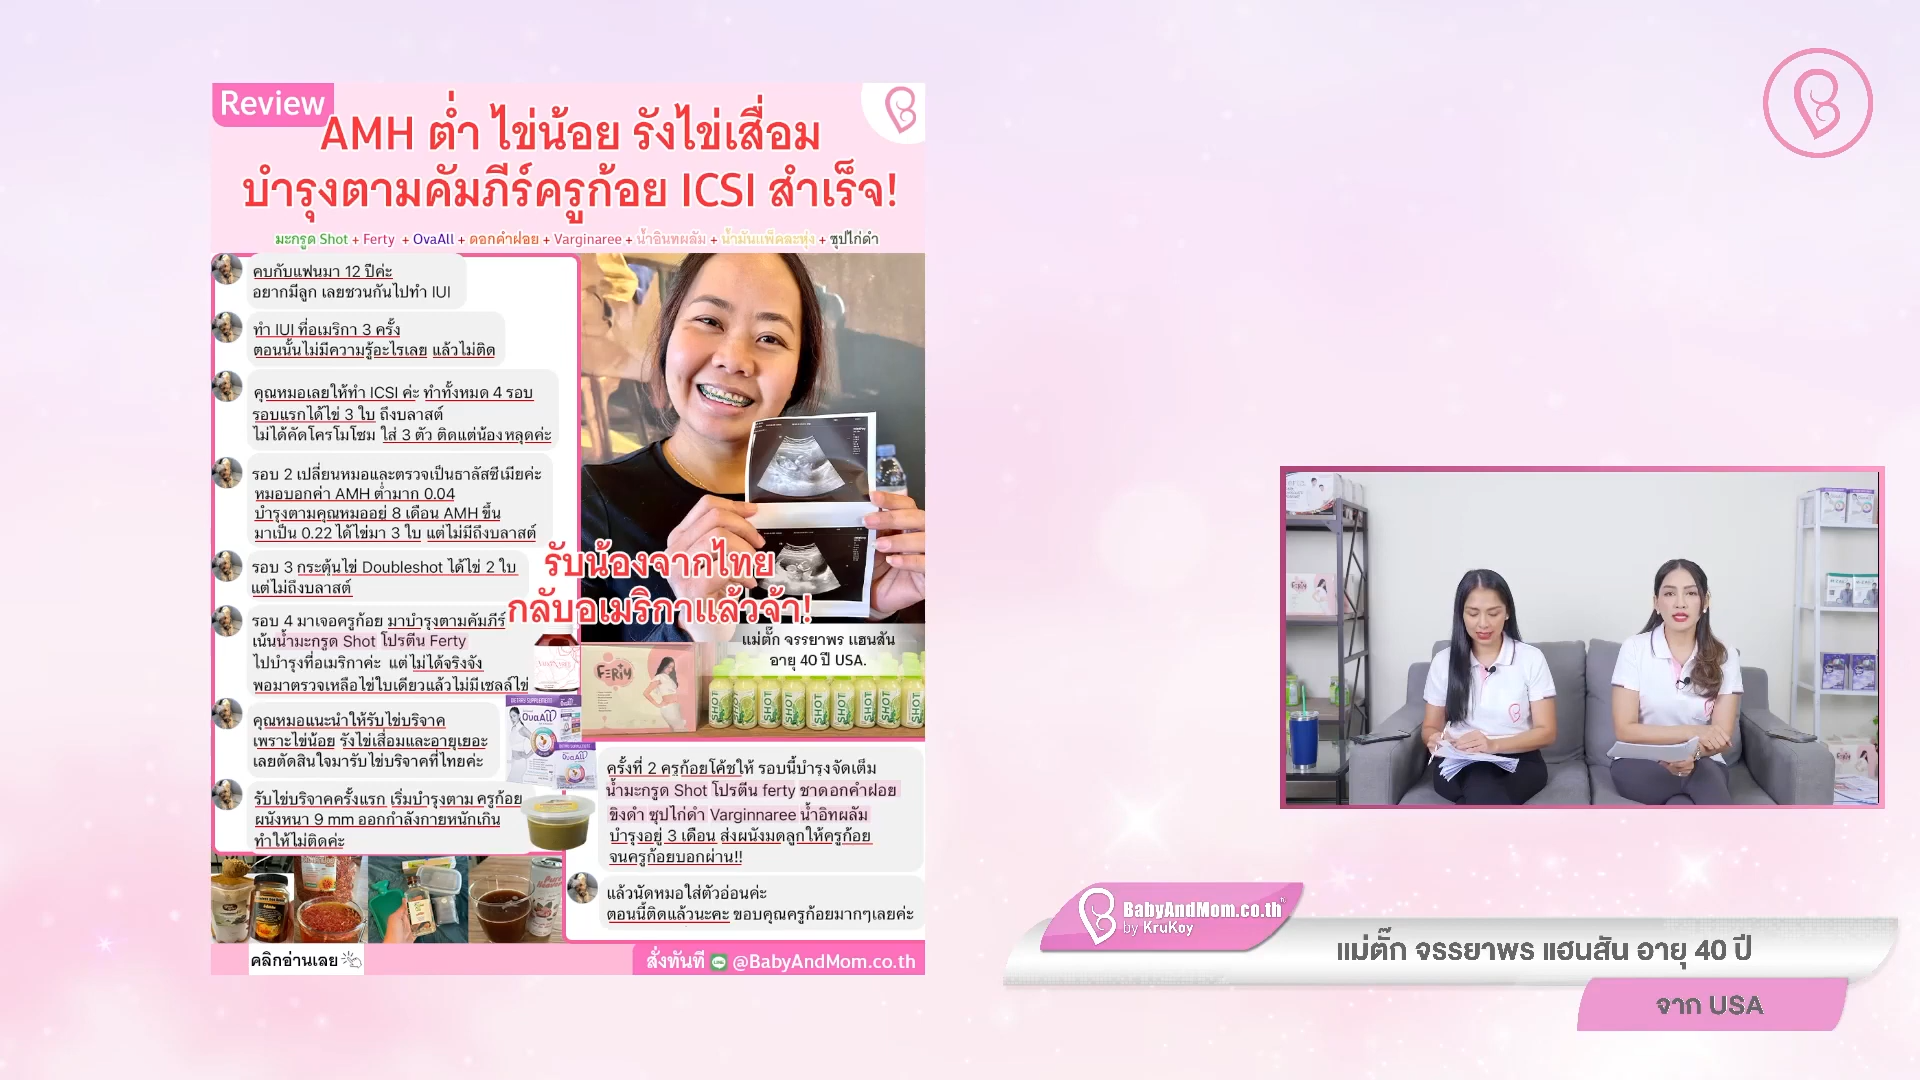 Review
AMH ต่ำ ไข่น้อย รังไข่เสื่อม
บำรุงตามคัมภีร์ครูก้อย ICSI สำเร็จ!
มะกรูด Shot + Ferty + OvaAll + ดอกคำฝอย + Varginaree + น้ำอินทผลัม + น้ำมันแพ็คละหุ่ง + ซุปไก่ดำ
คบกับแฟนมา 12 ปีค่ะ
อยากมีลูก เลยชวนกันไปทำ IUI
ทำ IUI ที่อเมริกา 3 ครั้ง
ตอนนั้นไม่มีความรู้อะไรเลย แล้วไม่ติด
คุณหมอเลยให้ทำ ICSI ค่ะ ทำทั้งหมด 4 รอบ
รอบแรกได้ไข่ 3 ใบ ถึงบลาสต์
ไม่ได้คัดโครโมโซม ใส่ 3 ตัว ติดแต่น้องหลุดค่ะ
รอบ 2 เปลี่ยนหมอและตรวจเป็นธาลัสซีเมียค่ะ
หมอบอกค่า AMH ต่ำมาก 0.04
บำรุงตามคุณหมออยู่ 8 เดือน AMH ขึ้น
มาเป็น 0.22 ได้ไข่มา 3 ใบ แต่ไม่มีถึงบลาสต์
รอบ 3 กระตุ้นไข่ Doubleshot ได้ไข่ 2 ใบ
แต่ไม่ถึงบลาสต์
รอบ 4 มาเจอครูก้อย มาบำรุงตามคัมภีร์
เน้นน้ำมะกรูด Shot โปรตีน Ferty
ไปบำรุงที่อเมริกาค่ะ แต่ไม่ได้จริงจัง
พอมาตรวจเหลือไข่ใบเดียวแล้วไม่มีเซลล์ไข่
คุณหมอแนะนำให้รับไข่บริจาค
เพราะไข่น้อย รังไข่เสื่อมและอายุเยอะ
เลยตัดสินใจมารับไข่บริจาคที่ไทยค่ะ
รับไข่บริจาคครั้งแรก เริ่มบำรุงตาม ครูก้อย
ผนังหนา 9 mm ออกกำลังกายหนักเกิน
ทำให้ไม่ติดค่ะ
รับน้องจากไทย
กลับอเมริกาแล้วจ้า!
แม่ตั๊ก จรรยาพร แฮนสัน
อายุ 40 ปี USA.
FERTY
SHOT SHOT SHOT SHOT SHOT SHOT
OvaAll
ครั้งที่ 2 ครูก้อยโค้ชให้ รอบนี้บำรุงจัดเต็ม
น้ำมะกรูด Shot โปรตีน ferty ชาดอกคำฝอย
ขิงดำ ซุปไก่ดำ Varginnaree น้ำอิทผลัม
บำรุงอยู่ 3 เดือน ส่งผนังมดลูกให้ครูก้อย
จนครูก้อยบอกผ่าน!!
แล้วนัดหมอใส่ตัวอ่อนค่ะ
ตอนนี้ติดแล้วนะคะ ขอบคุณครูก้อยมากๆเลยค่ะ
คลิกอ่านเลย
สั่งทันที LINE @BabyAndMom.co.th
BabyAndMom.co.th
by KruKoy
แม่ตั๊ก จรรยาพร แฮนสัน อายุ 40 ปี
จาก USA